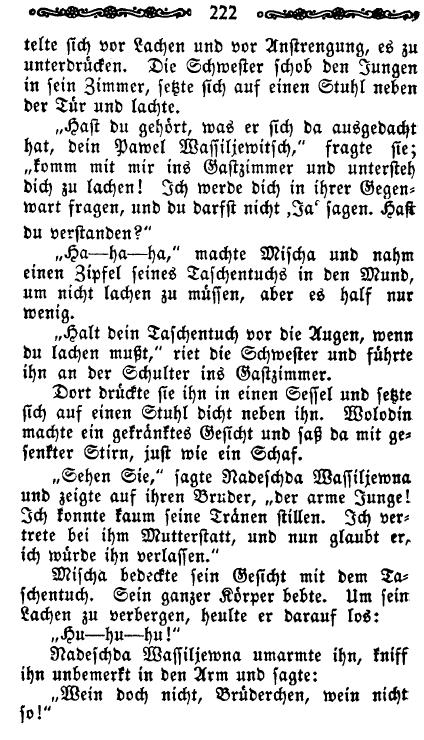 222
telte sich vor Lachen und vor Anstrengung, es zu
unterdrücken. Die Schwester schob den Jungen
in sein Zimmer, setzte sich auf einen Stuhl neben
der Tür und lachte.
„Hast du gehört, was er sich da ausgedacht
hat, dein Pawel Wassiljewitsch,“ fragte sie;
„komm mit mir ins Gastzimmer und untersteh
dich zu lachen! Ich werde dich in ihrer Gegen-
wart fragen, und du darfst nicht ‚Ja‘ sagen. Hast
du verstanden?“
„Ha—ha—ha,“ machte Mischa und nahm
einen Zipfel seines Taschentuchs in den Mund,
um nicht lachen zu müssen, aber es half nur
wenig.
„Halt dein Taschentuch vor die Augen, wenn
du lachen mußt,“ riet die Schwester und führte
ihn an der Schulter ins Gastzimmer.
Dort drückte sie ihn in einen Sessel und setzte
sich auf einen Stuhl dicht neben ihn. Wolodin
machte ein gekränktes Gesicht und saß da mit ge-
senkter Stirn, just wie ein Schaf.
„Sehen Sie,“ sagte Nadeschda Wassiljewna
und zeigte auf ihren Bruder, „der arme Junge!
Ich konnte kaum seine Tränen stillen. Ich ver-
trete bei ihm Mutterstatt, und nun glaubt er,
ich würde ihn verlassen.“
Mischa bedeckte sein Gesicht mit dem Ta-
schentuch. Sein ganzer Körper bebte. Um sein
Lachen zu verbergen, heulte er darauf los:
„Hu—hu—hu!“
Nadeschda Wassiljewna umarmte ihn, kniff
ihn unbemerkt in den Arm und sagte:
„Wein doch nicht, Brüderchen, wein nicht
so!“